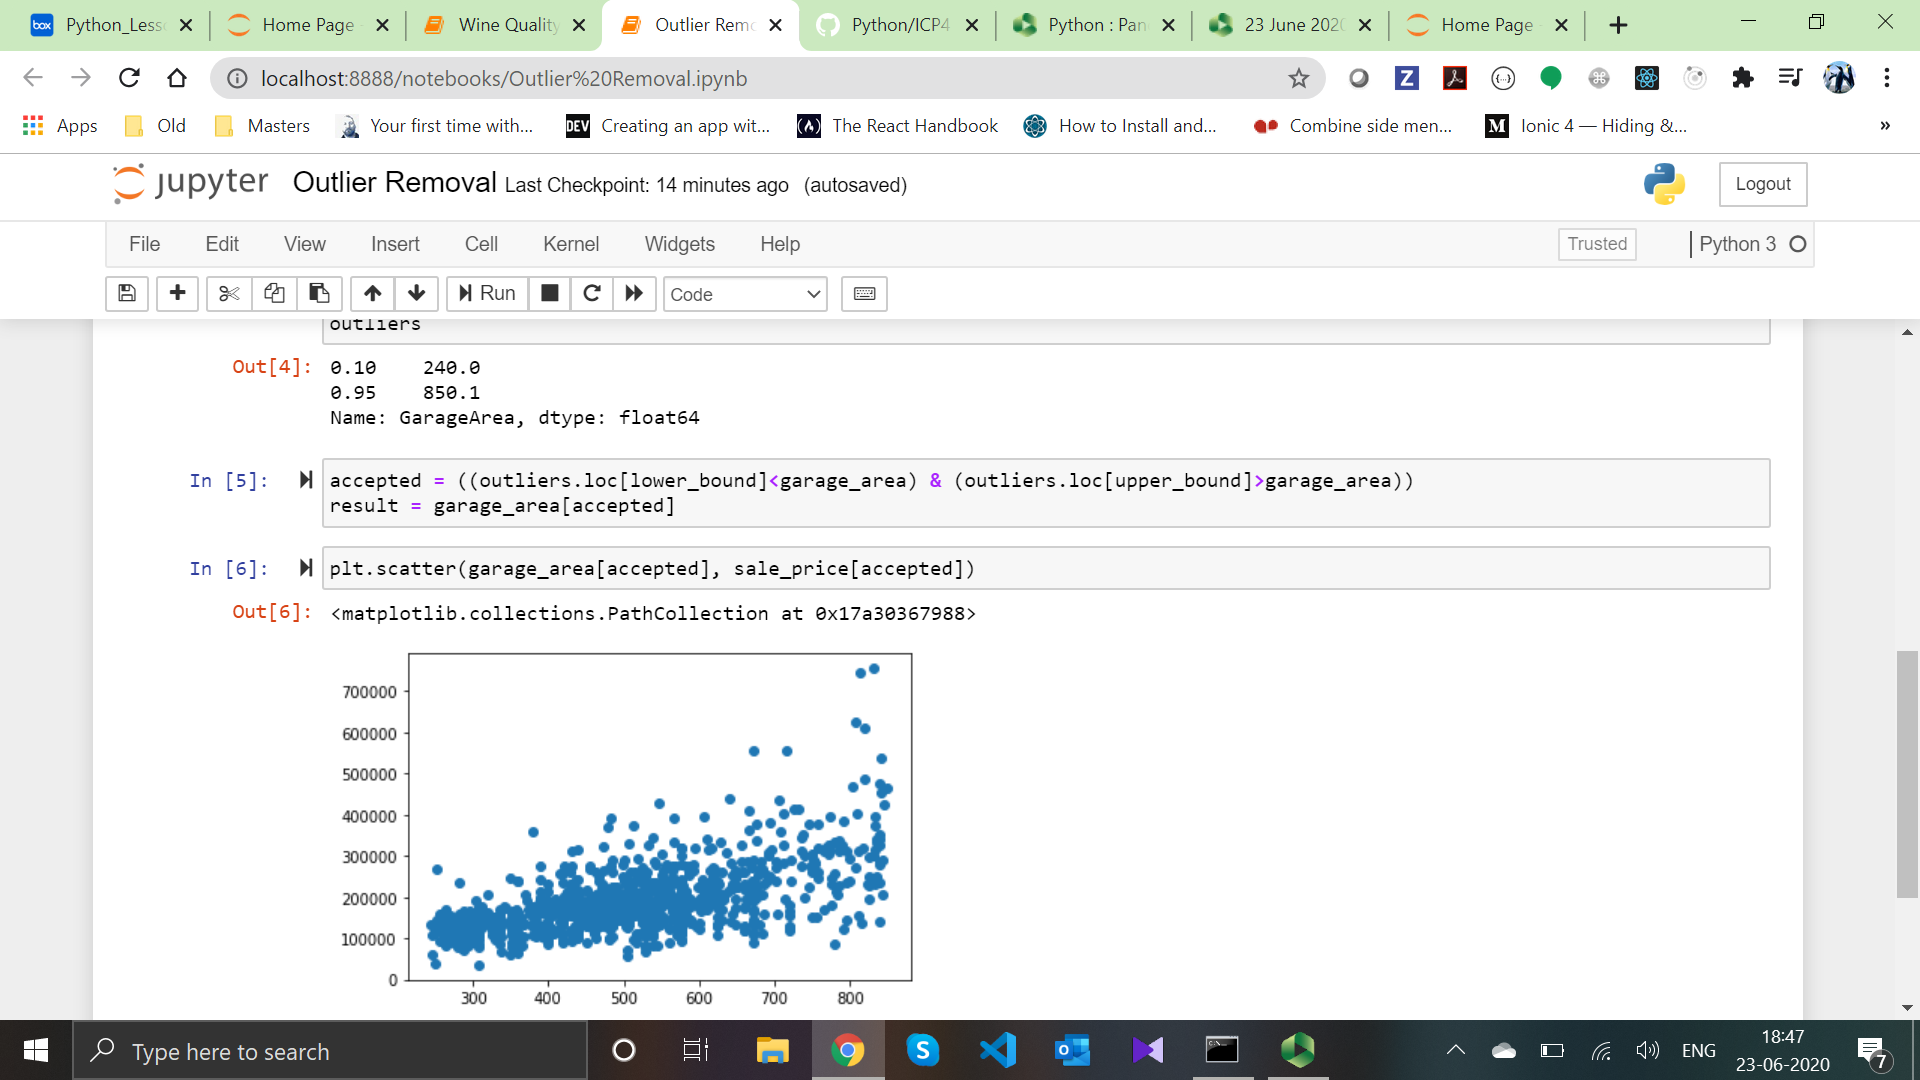 box Python_Less
Home Page
Wine Quality
Outlier Rem
Python/ICP4
Python : Pan
23 June 2020
Home Page
localhost:8888/notebooks/Outlier%20Removal.ipynb
Apps
Old
Masters
Your first time with...
DEV Creating an app wit...
The React Handbook
How to Install and...
Combine side men...
M Ionic 4 — Hiding &...
»
jupyter Outlier Removal Last Checkpoint: 14 minutes ago (autosaved)
Logout
File Edit View Insert Cell Kernel Widgets Help
Trusted
Python 3
Run
Code
outliers
Out[4]: 0.10    240.0
0.95    850.1
Name: GarageArea, dtype: float64
In [5]: accepted = ((outliers.loc[lower_bound]<garage_area) & (outliers.loc[upper_bound]>garage_area))
result = garage_area[accepted]
In [6]: plt.scatter(garage_area[accepted], sale_price[accepted])
Out[6]: <matplotlib.collections.PathCollection at 0x17a30367988>
700000
600000
500000
400000
300000
200000
100000
0
300 400 500 600 700 800
Type here to search
ENG
18:47
23-06-2020
7